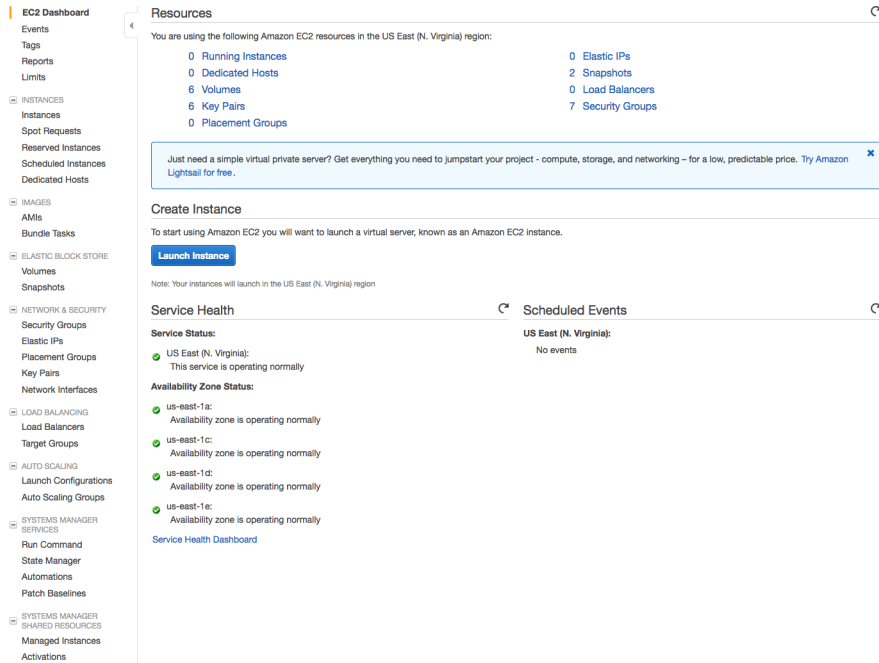 EC2 Dashboard
Events
Tags
Reports
Limits
INSTANCES
Instances
Spot Requests
Reserved Instances
Scheduled Instances
Dedicated Hosts
IMAGES
AMIs
Bundle Tasks
ELASTIC BLOCK STORE
Volumes
Snapshots
NETWORK & SECURITY
Security Groups
Elastic IPs
Placement Groups
Key Pairs
Network Interfaces
LOAD BALANCING
Load Balancers
Target Groups
AUTO SCALING
Launch Configurations
Auto Scaling Groups
SYSTEMS MANAGER
SERVICES
Run Command
State Manager
Automations
Patch Baselines
SYSTEMS MANAGER
SHARED RESOURCES
Managed Instances
Activations
Resources
You are using the following Amazon EC2 resources in the US East (N. Virginia) region:
0 Running Instances
0 Dedicated Hosts
6 Volumes
6 Key Pairs
0 Placement Groups
0 Elastic IPs
2 Snapshots
0 Load Balancers
7 Security Groups
Just need a simple virtual private server? Get everything you need to jumpstart your project - compute, storage, and networking – for a low, predictable price. Try Amazon
Lightsail for free.
Create Instance
To start using Amazon EC2 you will want to launch a virtual server, known as an Amazon EC2 instance.
Launch Instance
Note: Your instances will launch in the US East (N. Virginia) region
Service Health
Service Status:
US East (N. Virginia):
This service is operating normally
Availability Zone Status:
us-east-1a:
Availability zone is operating normally
us-east-1c:
Availability zone is operating normally
us-east-1d:
Availability zone is operating normally
us-east-1e:
Availability zone is operating normally
Service Health Dashboard
Scheduled Events
US East (N. Virginia):
No events